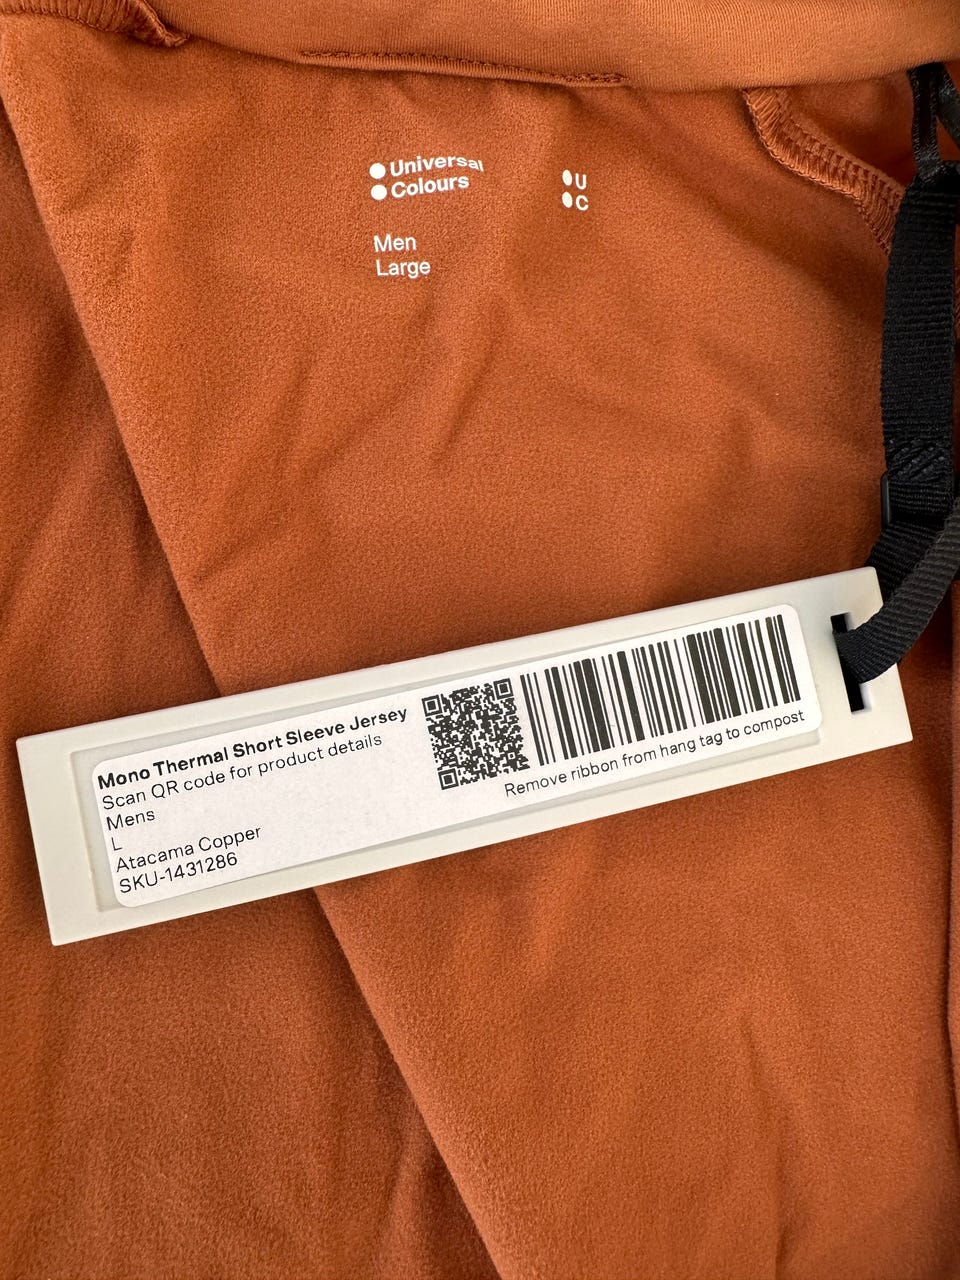 Universal
Colours
U
C
Men
Large
Mono Thermal Short Sleeve Jersey
Scan QR code for product details
Mens
L
Atacama Copper
SKU-1431286
Remove ribbon from hang tag to compost